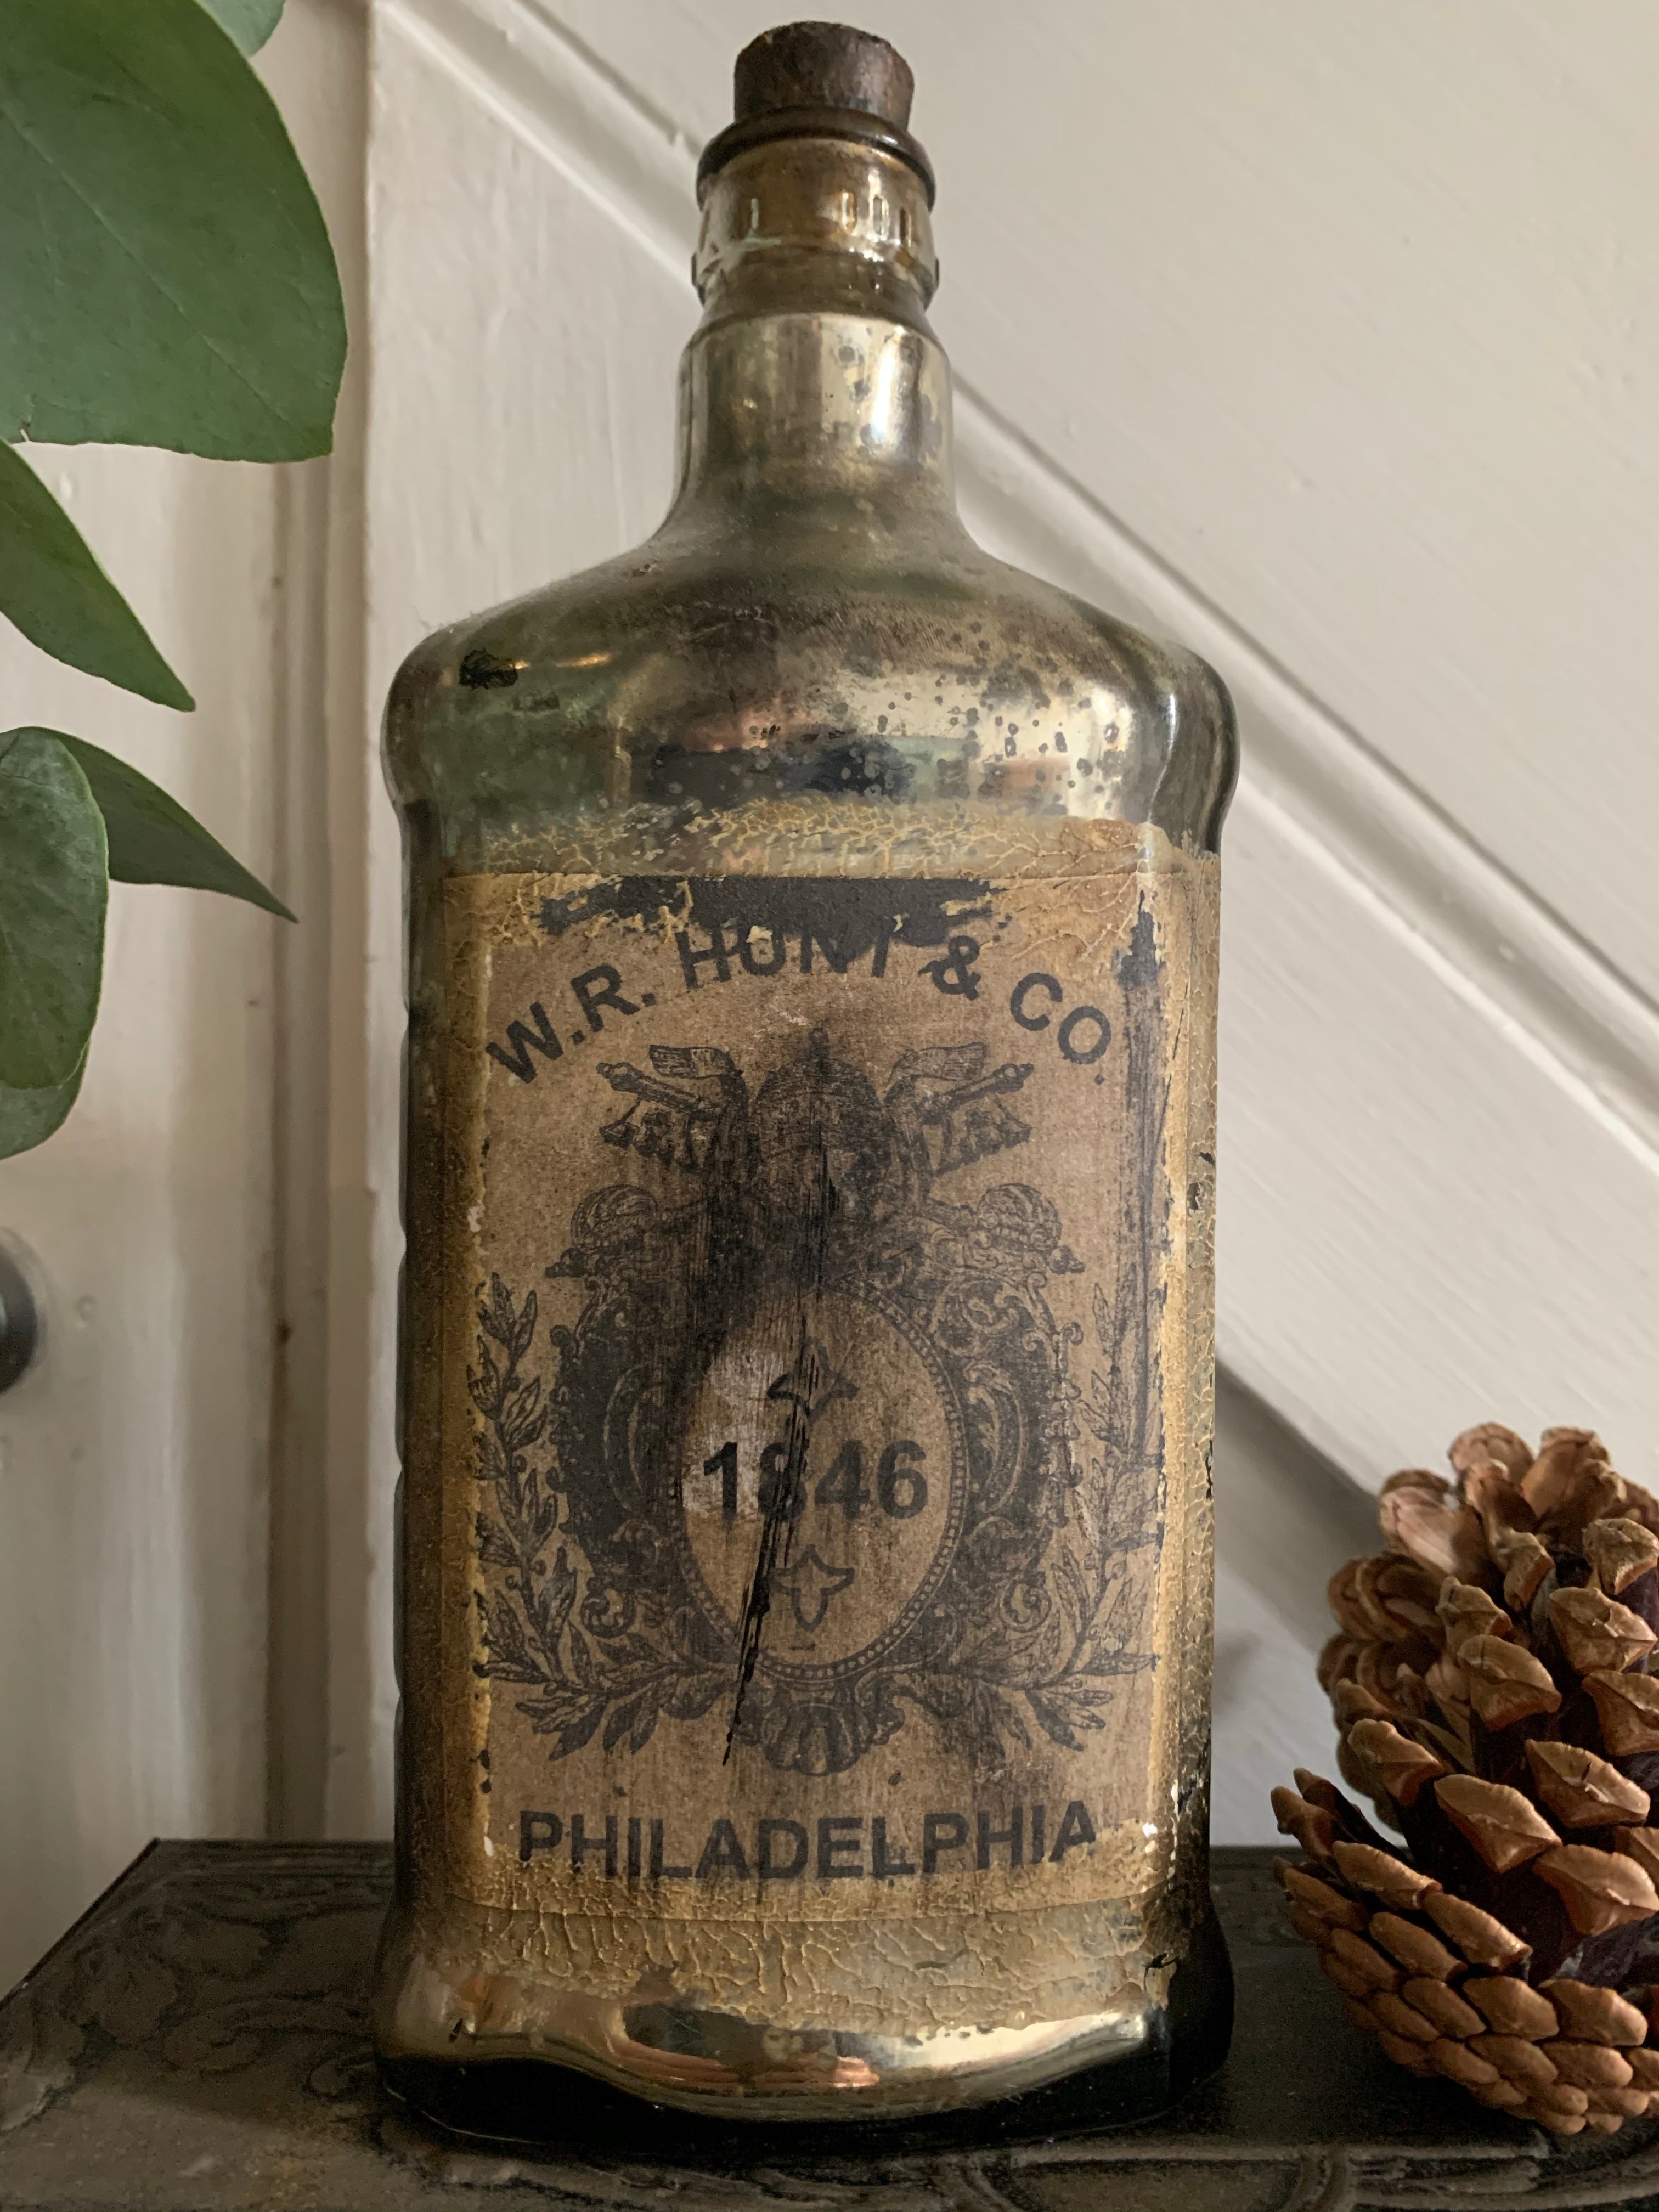 W.R. HUNT & CO.
1846
PHILADELPHIA